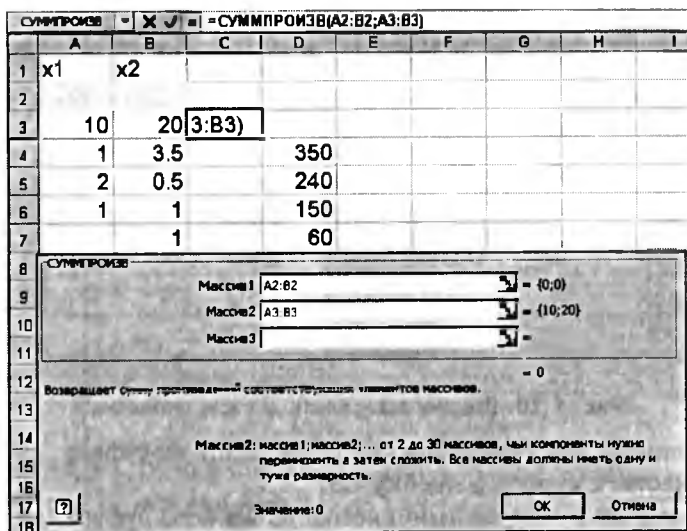 СУММПРОИЗВ =СУММПРОИЗВ(A2:B2;A3:B3)
A B C D E F G H I
1 x1 x2
2
3 10 20 3:B3)
4 1 3.5 350
5 2 0.5 240
6 1 1 150
7 1 60
8 СУММПРОИЗВ
Массив1 A2:B2 = {0;0}
9
Массив2 A3:B3 = {10;20}
10
Массив3 =
11
= 0
12 Возвращает сумму произведений соответствующих элементов массивов.
13
14 Массив2: массив1;массив2;... от 2 до 30 массивов, чьи компоненты нужно
15 перемножить а затем сложить. Все массивы должны иметь одну и
туже размерность.
16
17 ? Значение:0 ОК Отмена
18